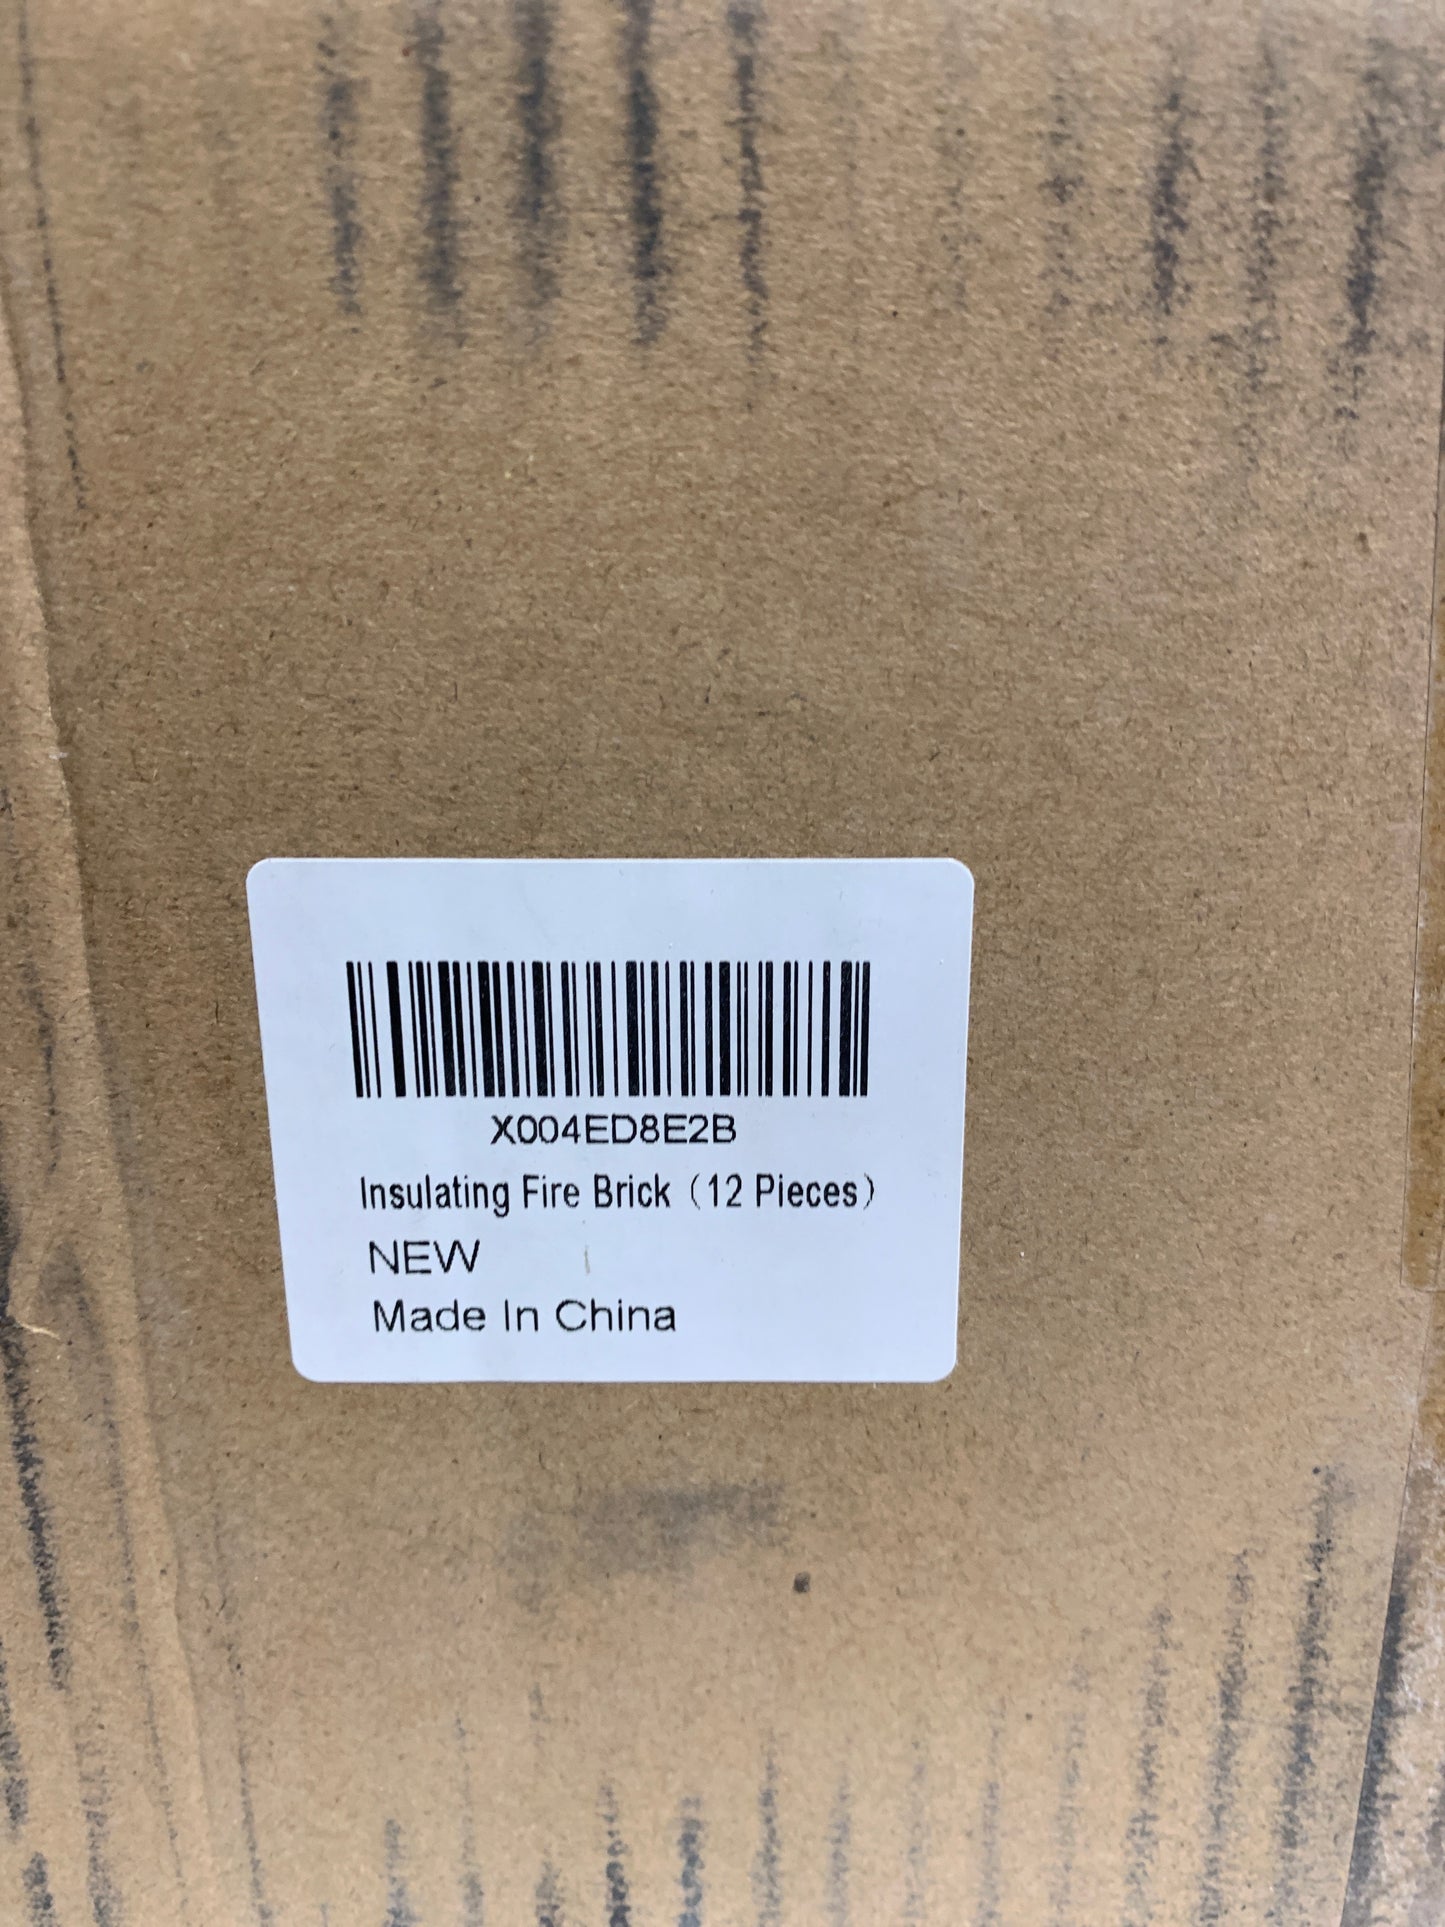 X004ED8E2B
Insulating Fire Brick（12 Pieces）
NEW
Made In China